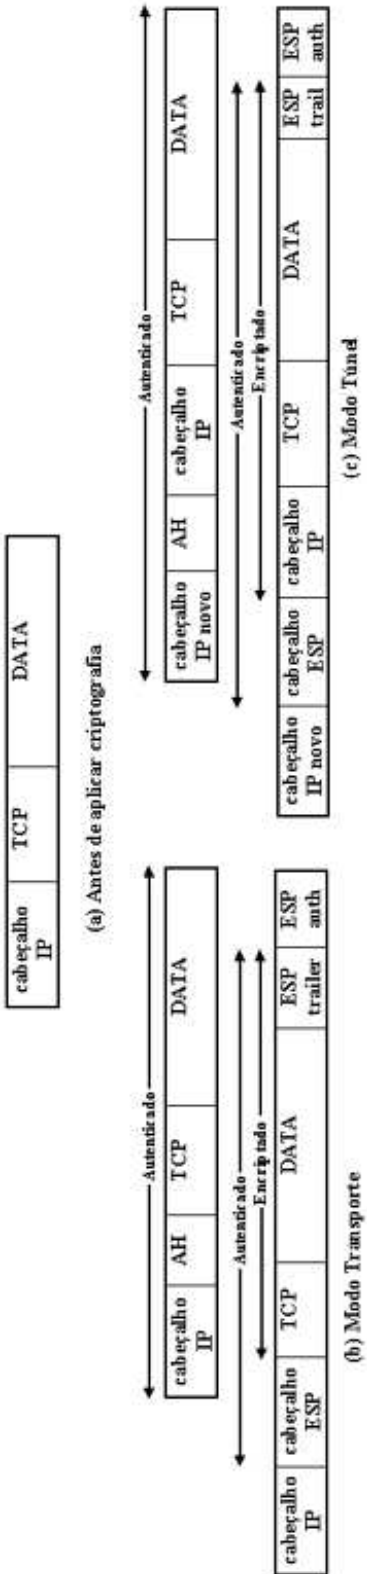 cabeçalho
IP
TCP
DATA
(a) Antes de aplicar criptografia
Autenticado
cabeçalho
IP
AH
TCP
DATA
Autenticado
Encriptado
cabeçalho
IP
cabeçalho
ESP
TCP
DATA
ESP
trailer
ESP
auth
(b) Modo Transporte
Autenticado
cabeçalho
IP novo
AH
cabeçalho
IP
TCP
DATA
Autenticado
Encriptado
cabeçalho
IP novo
cabeçalho
ESP
cabeçalho
IP
TCP
DATA
ESP
trail
ESP
auth
(c) Modo Túnel